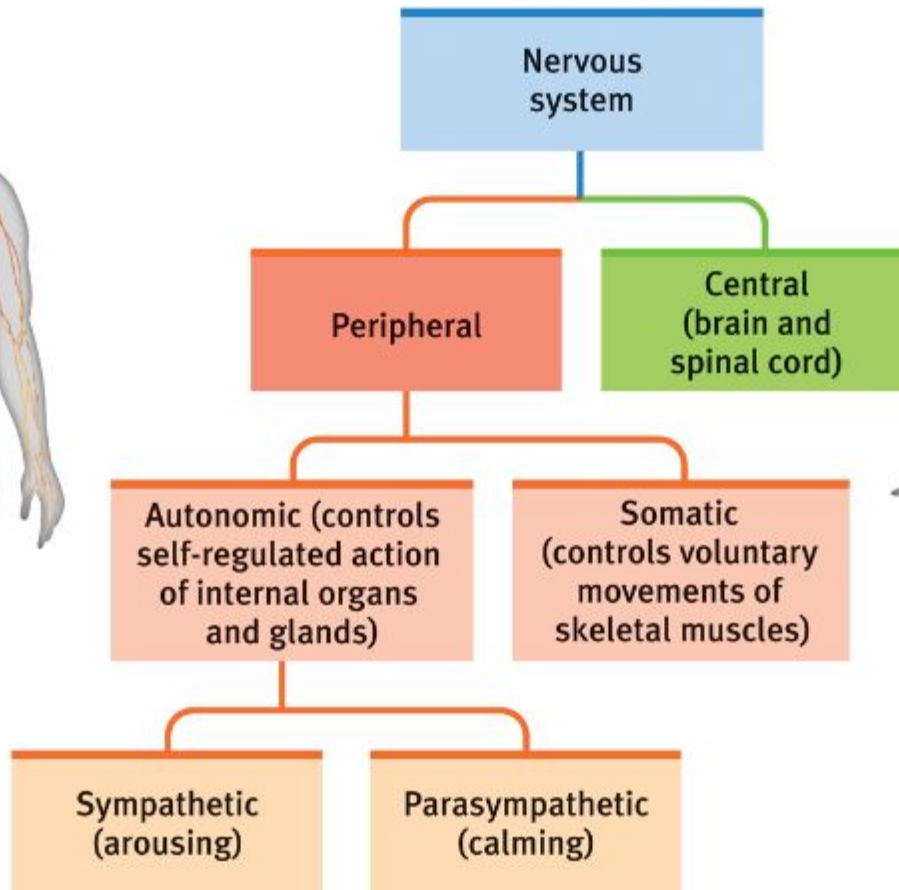 Nervous
system
Peripheral
Central
(brain and
spinal cord)
Autonomic (controls
self-regulated action
of internal organs
and glands)
Somatic
(controls voluntary
movements of
skeletal muscles)
Sympathetic
(arousing)
Parasympathetic
(calming)